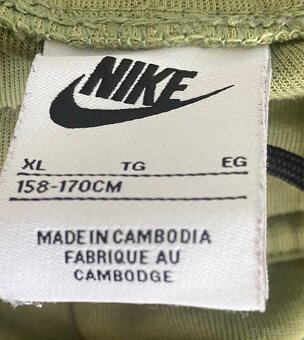 NIKE
XL TG EG
158-170CM
MADE IN CAMBODIA
FABRIQUE AU
CAMBODGE